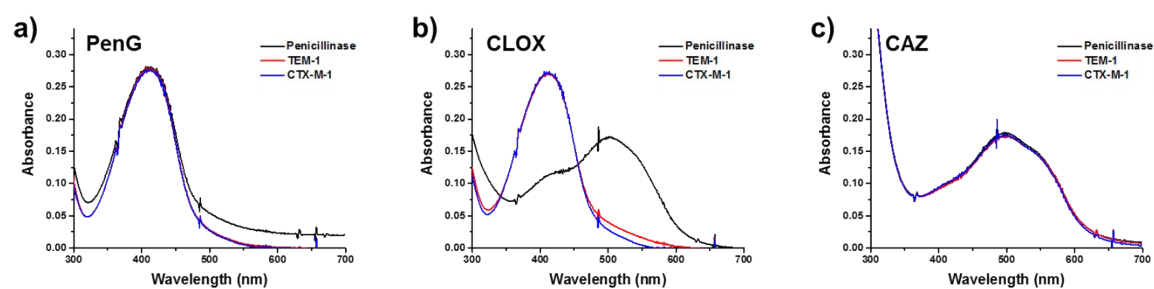 a)
PenG
Penicillinase
TEM-1
CTX-M-1
Absorbance
0.30
0.25
0.20
0.15
0.10
0.05
0.00
300 400 500 600 700
Wavelength (nm)
b)
CLOX
Penicillinase
TEM-1
CTX-M-1
Absorbance
0.30
0.25
0.20
0.15
0.10
0.05
0.00
300 400 500 600 700
Wavelength (nm)
c)
CAZ
Penicillinase
TEM-1
CTX-M-1
Absorbance
0.30
0.25
0.20
0.15
0.10
0.05
0.00
300 400 500 600 700
Wavelength (nm)